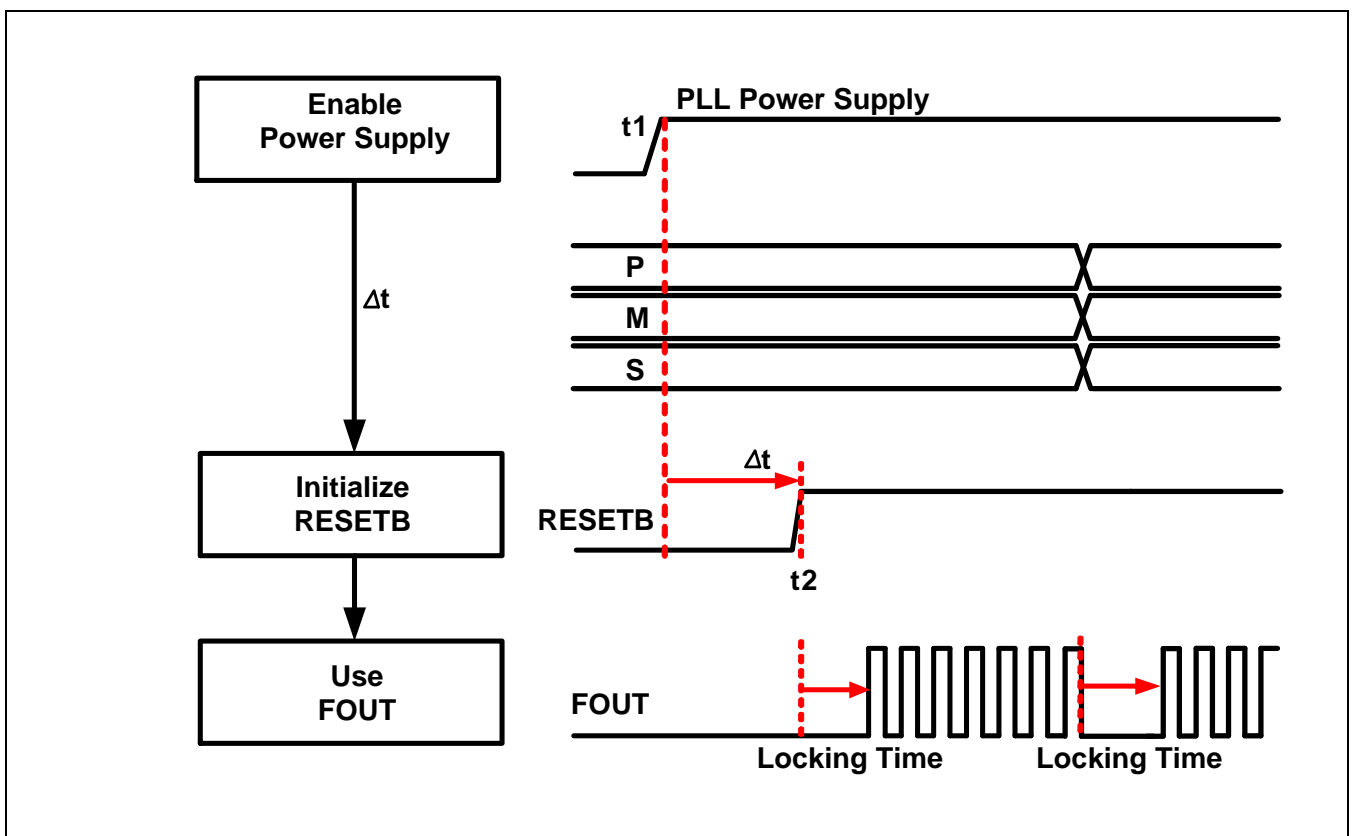 Enable
Power Supply
Δt
Initialize
RESETB
Use
FOUT
PLL Power Supply
t1
P
M
S
Δt
RESETB
t2
FOUT
Locking Time
Locking Time